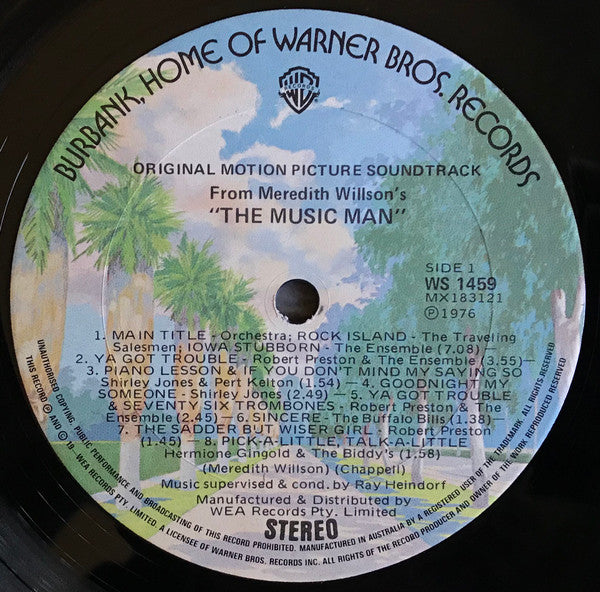 BURBANK, HOME OF WARNER BROS. RECORDS
RECORDS
ORIGINAL MOTION PICTURE SOUNDTRACK
From Meredith Willson's
"THE MUSIC MAN"
SIDE 1
WS 1459
MX183121
Ⓟ1976
1. MAIN TITLE - Orchestra; ROCK ISLAND - The Traveling
Salesmen; IOWA STUBBORN - The Ensemble (7.08) —
2. YA GOT TROUBLE - Robert Preston & The Ensemble (3.55) —
3. PIANO LESSON & IF YOU DON'T MIND MY SAYING SO
Shirley Jones & Pert Kelton (1.54) — 4. GOODNIGHT MY
SOMEONE - Shirley Jones (2.49) — 5. YA GOT TROUBLE
& SEVENTY SIX TROMBONES - Robert Preston & The
Ensemble (2.45) — 6. SINCERE - The Buffalo Bills (1.38) —
7. THE SADDER BUT WISER GIRL - Robert Preston
(1.45) — 8. PICK-A-LITTLE, TALK-A-LITTLE
Hermione Gingold & The Biddy's (1.58)
(Meredith Willson) (Chappell)
Music supervised & cond. by Ray Heindorf
Manufactured & Distributed by
WEA Records Pty. Limited
STEREO
UNAUTHORISED COPYING, PUBLIC PERFORMANCE AND BROADCASTING OF THIS RECORD PROHIBITED. MANUFACTURED IN AUSTRALIA BY A REGISTERED USER OF THE TRADEMARK. ALL RIGHTS RESERVED
THIS RECORD © AND Ⓟ WEA RECORDS PTY. LIMITED. A LICENSEE OF WARNER BROS. RECORDS INC. ALL RIGHTS OF THE RECORD PRODUCER AND OWNER OF THE WORK REPRODUCED RESERVED